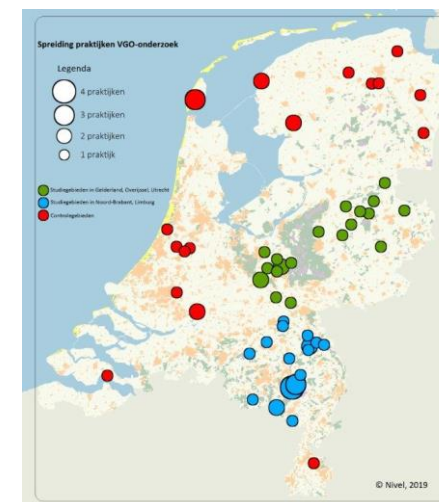 Spreiding praktijken VGO-onderzoek
Legenda
4 praktijken
3 praktijken
2 praktijken
1 praktijk
Studiegebieden in Gelderland, Overijssel, Utrecht
Studiegebieden in Noord-Brabant, Limburg
Controlegebieden
© Nivel, 2019